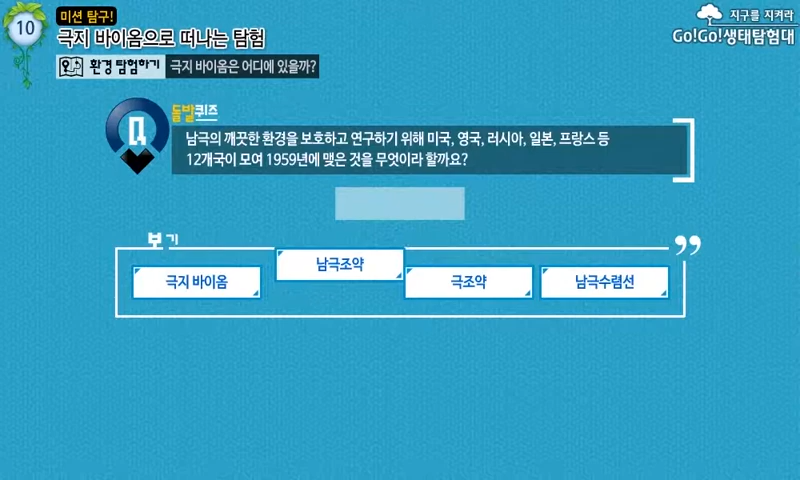 10
미션 탐구!
극지 바이옴으로 떠나는 탐험
지구를 지켜라
Go!Go!생태탐험대
환경 탐험하기
극지 바이옴은 어디에 있을까?
Q
돌발퀴즈
남극의 깨끗한 환경을 보호하고 연구하기 위해 미국, 영국, 러시아, 일본, 프랑스 등
12개국이 모여 1959년에 맺은 것을 무엇이라 할까요?
보기
극지 바이옴
남극조약
극조약
남극수렴선